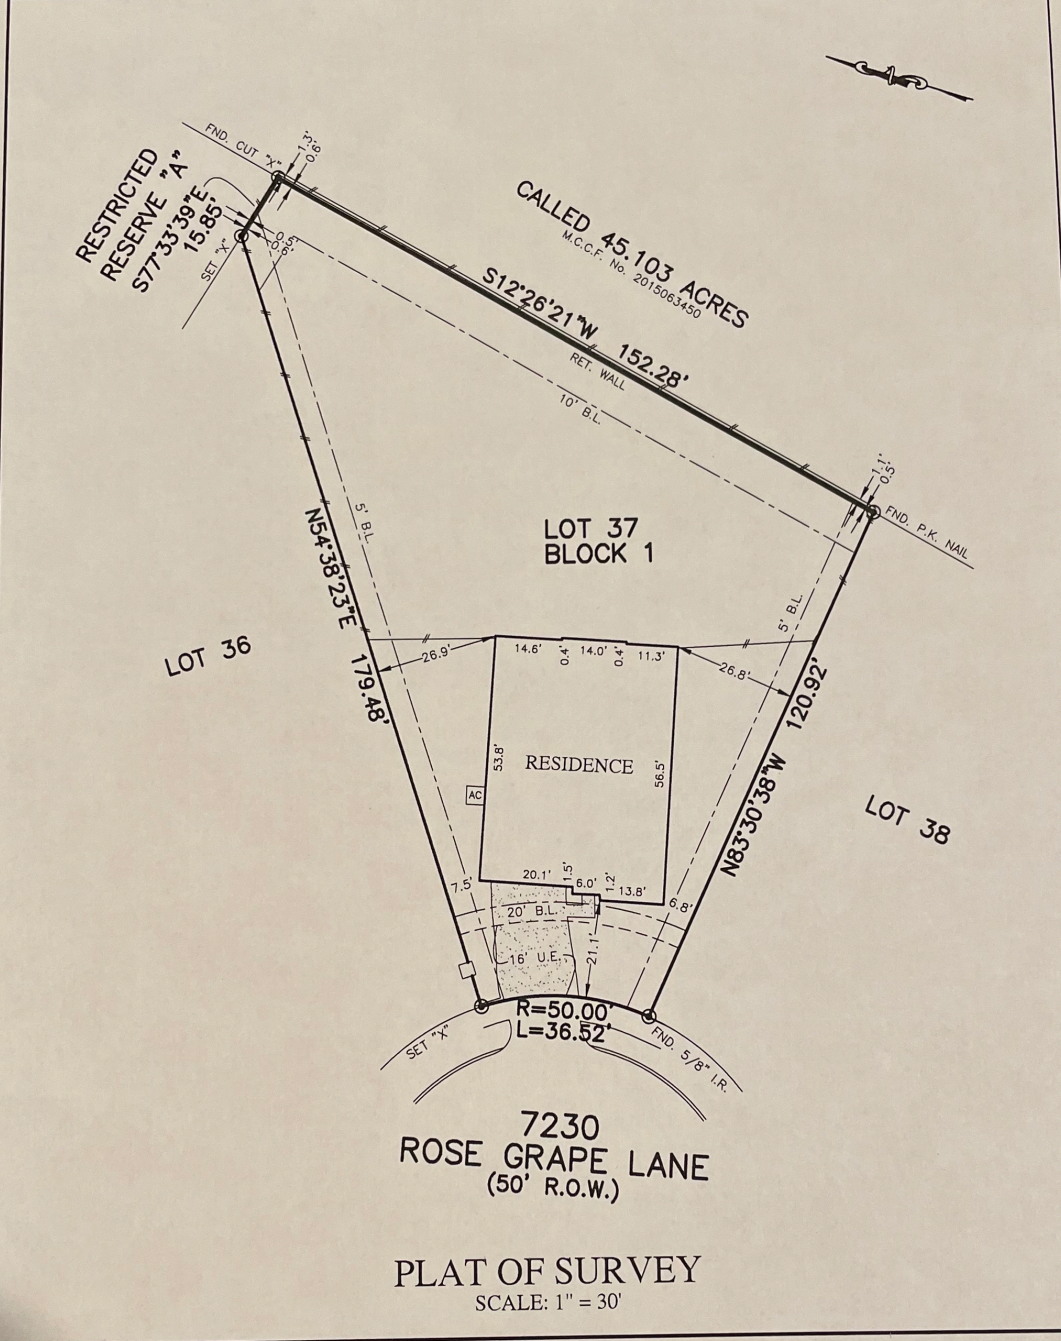 FND. CUT "X"
1.3'
0.6'
RESTRICTED
RESERVE "A"
S77°33'39"E
15.85'
SET "X"
0.5'
0.6'
CALLED 45.103 ACRES
M.C.C.F. No. 2015063450
S12°26'21"W 152.28'
RET. WALL
10' B.L.
1.1'
0.5'
FND. P.K. NAIL
5' B.L.
N54°38'23"E 179.48'
LOT 37
BLOCK 1
5' B.L.
LOT 36
26.9'
14.6'
0.4'
14.0'
0.4'
11.3'
26.8'
N83°30'38"W 120.92'
53.8'
RESIDENCE
56.5'
AC
LOT 38
7.5'
20.1'
1.5'
6.0'
1.2'
13.8'
6.8'
20' B.L.
16' U.E.
21.1'
R=50.00'
L=36.52'
SET "X"
FND. 5/8" I.R.
7230
ROSE GRAPE LANE
(50' R.O.W.)
PLAT OF SURVEY
SCALE: 1" = 30'